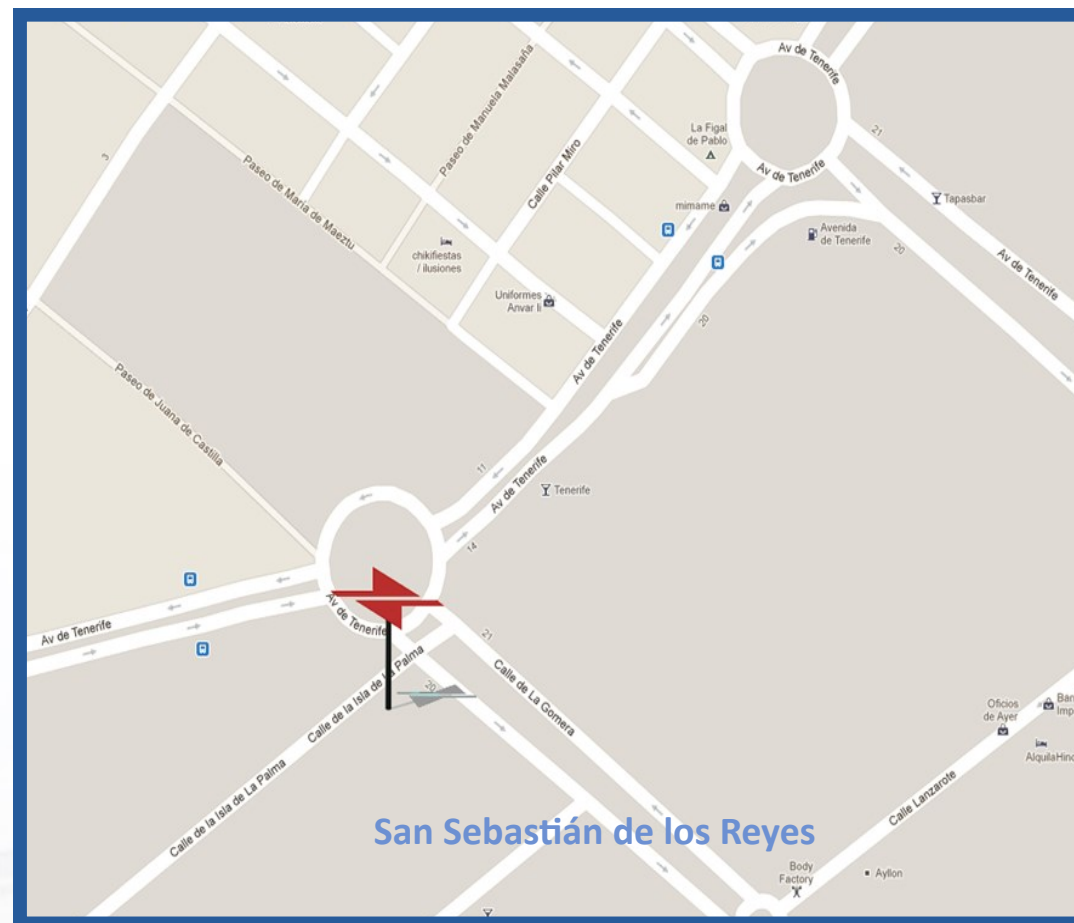 Av de Tenerife
21
La Figal
de Pablo
Av de Tenerife
Paseo de Manuela Malasaña
Calle Pilar Miro
3
Paseo de María de Maeztu
mimame
Tapasbar
Avenida
de Tenerife
20
chikifiestas
/ ilusiones
Av de Tenerife
Uniformes
Anvar Ii
20
Av de Tenerife
Paseo de Juana de Castilla
11
Av de Tenerife
Tenerife
14
Av de Tenerife
Av de Tenerife
21
Calle de la Isla de La Palma
20
Calle de La Gomera
Oficios
de Ayer
Ban
Imp
AlquilaHinc
Calle de la Isla de La Palma
Calle Lanzarote
San Sebastián de los Reyes
Body
Factory
Ayllon